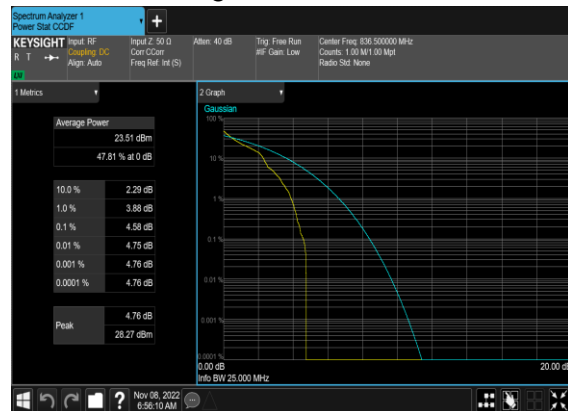 Spectrum Analyzer 1
Power Stat CCDF
KEYSIGHT Input: RF Input Z: 50 Ω Atten: 40 dB Trig: Free Run Center Freq: 836.500000 MHz
R T Coupling: DC Corr CCorr #IF Gain: Low Counts: 1.00 M/1.00 Mpt
Align: Auto Freq Ref: Int (S) Radio Std: None
LXI
1 Metrics
2 Graph
Gaussian
Average Power
23.51 dBm
47.81 % at 0 dB
10.0 % 2.29 dB
1.0 % 3.88 dB
0.1 % 4.58 dB
0.01 % 4.75 dB
0.001 % 4.76 dB
0.0001 % 4.76 dB
Peak 4.76 dB
28.27 dBm
100 %
10 %
1 %
0.1 %
0.01 %
0.001 %
0.0001 %
0.00 dB 20.00 dB
Info BW 25.000 MHz
? Nov 08, 2022
6:56:10 AM